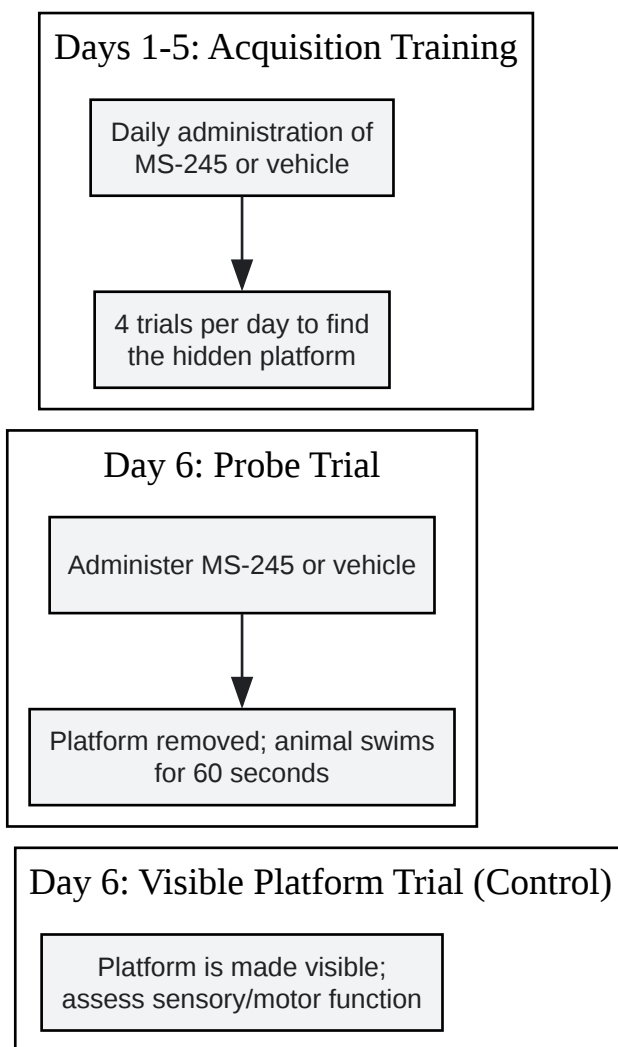 Days 1-5: Acquisition Training
Daily administration of
MS-245 or vehicle
4 trials per day to find
the hidden platform
Day 6: Probe Trial
Administer MS-245 or vehicle
Platform removed; animal swims
for 60 seconds
Day 6: Visible Platform Trial (Control)
Platform is made visible;
assess sensory/motor function